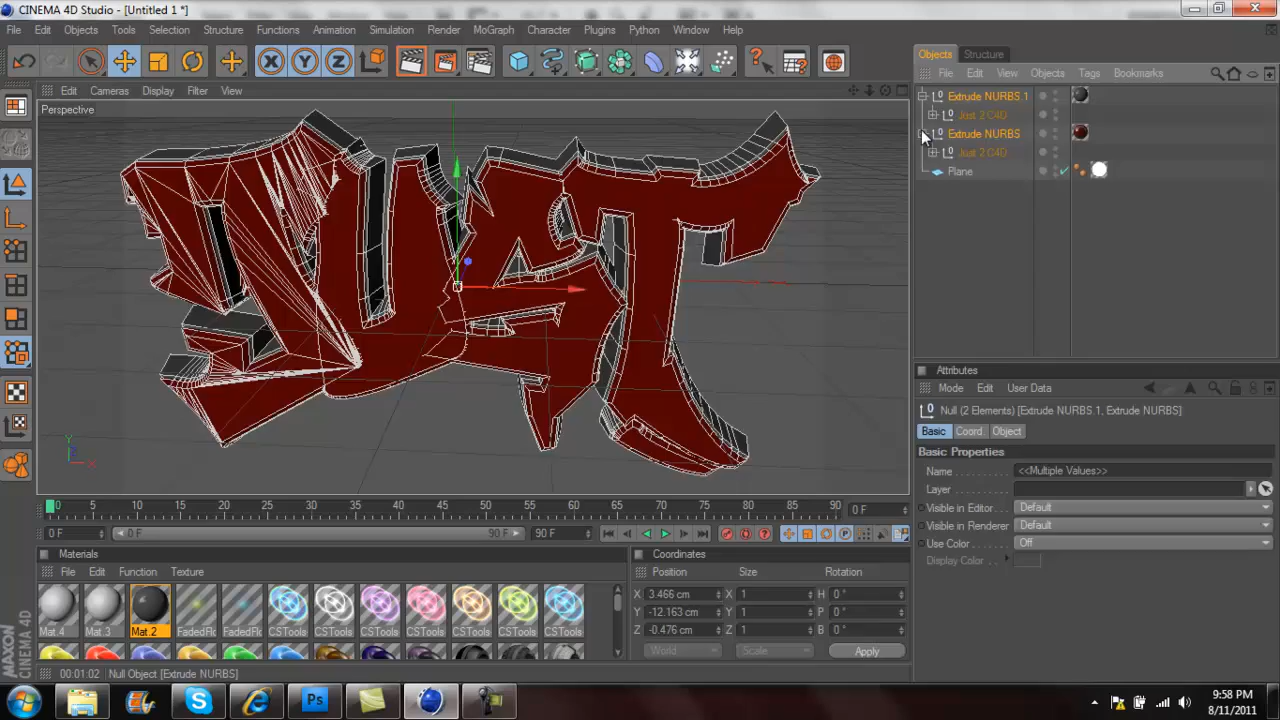 CINEMA 4D Studio - [Untitled 1 *]
File Edit Objects Tools Selection Structure Functions Animation Simulation Render MoGraph Character Plugins Python Window Help
Objects Structure
File Edit View Objects Tags Bookmarks
Edit Cameras Display Filter View
Perspective
Extrude NURBS.1
Just 2 C4D
Extrude NURBS
Just 2 C4D
Plane
JUST
Y
X
Attributes
Mode Edit User Data
Null (2 Elements) [Extrude NURBS.1, Extrude NURBS]
Basic Coord. Object
Basic Properties
Name <<Multiple Values>>
Layer
Visible in Editor Default
Visible in Renderer Default
Use Color Off
Display Color
0 5 10 15 20 25 30 35 40 45 50 55 60 65 70 75 80 85 90 0 F
0 F 0 F 90 F 90 F
Materials
File Edit Function Texture
Mat.4 Mat.3 Mat.2 FadedFlo FadedFlo CSTools CSTools CSTools CSTools CSTools CSTools CSTools
Coordinates
Position Size Rotation
X 3.466 cm X 1 H 0 °
Y -12.163 cm Y 1 P 0 °
Z -0.476 cm Z 1 B 0 °
World Scale Apply
MAXON CINEMA 4D
00:01:02 Null Object [Extrude NURBS]
9:58 PM
8/11/2011